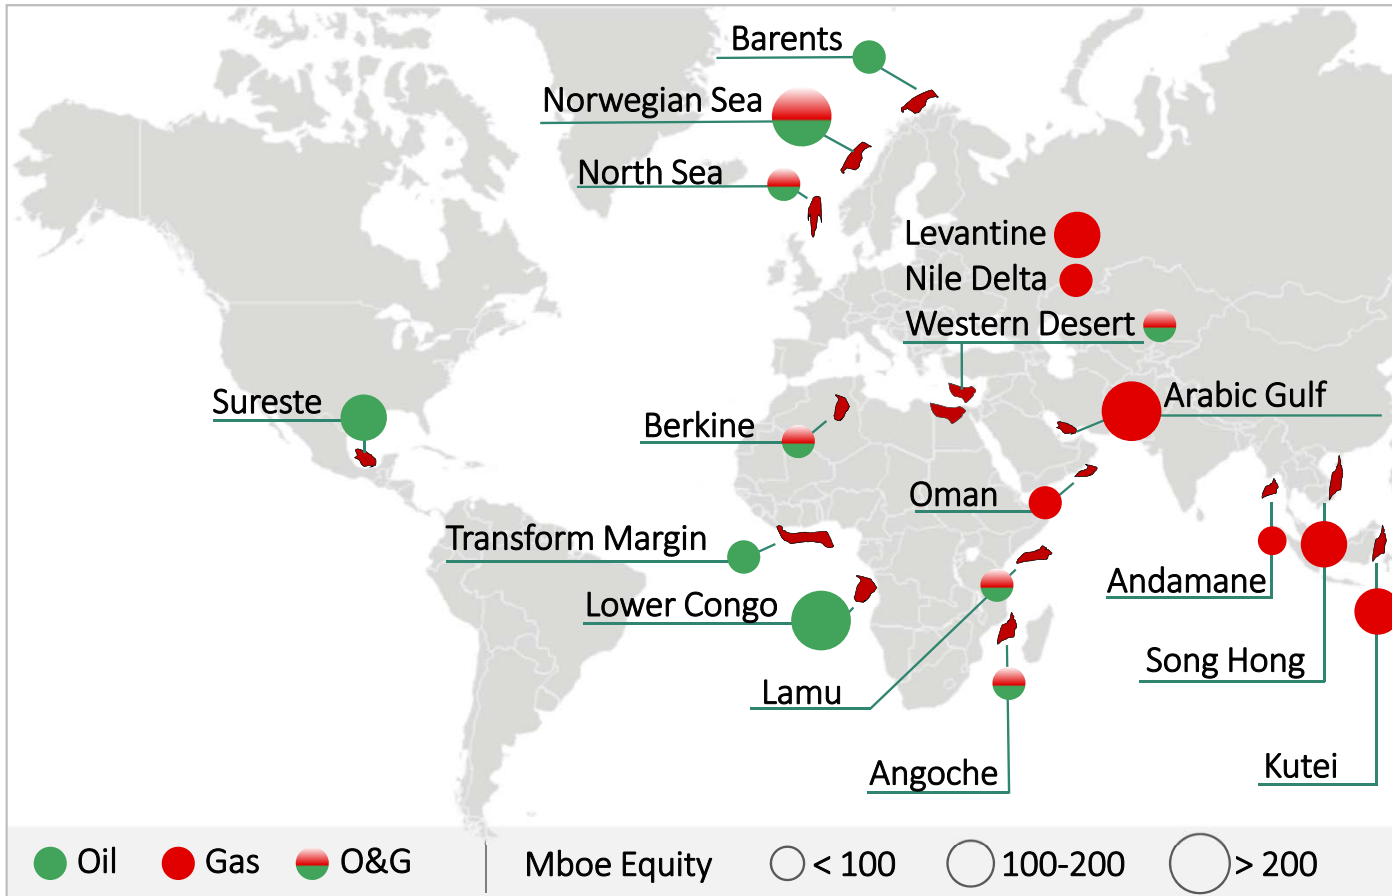 Barents
Norwegian Sea
North Sea
Levantine
Nile Delta
Western Desert
Sureste
Arabic Gulf
Berkine
Oman
Transform Margin
Andamane
Lower Congo
Song Hong
Lamu
Angoche
Kutei
Oil Gas O&G Mboe Equity < 100 100-200 > 200